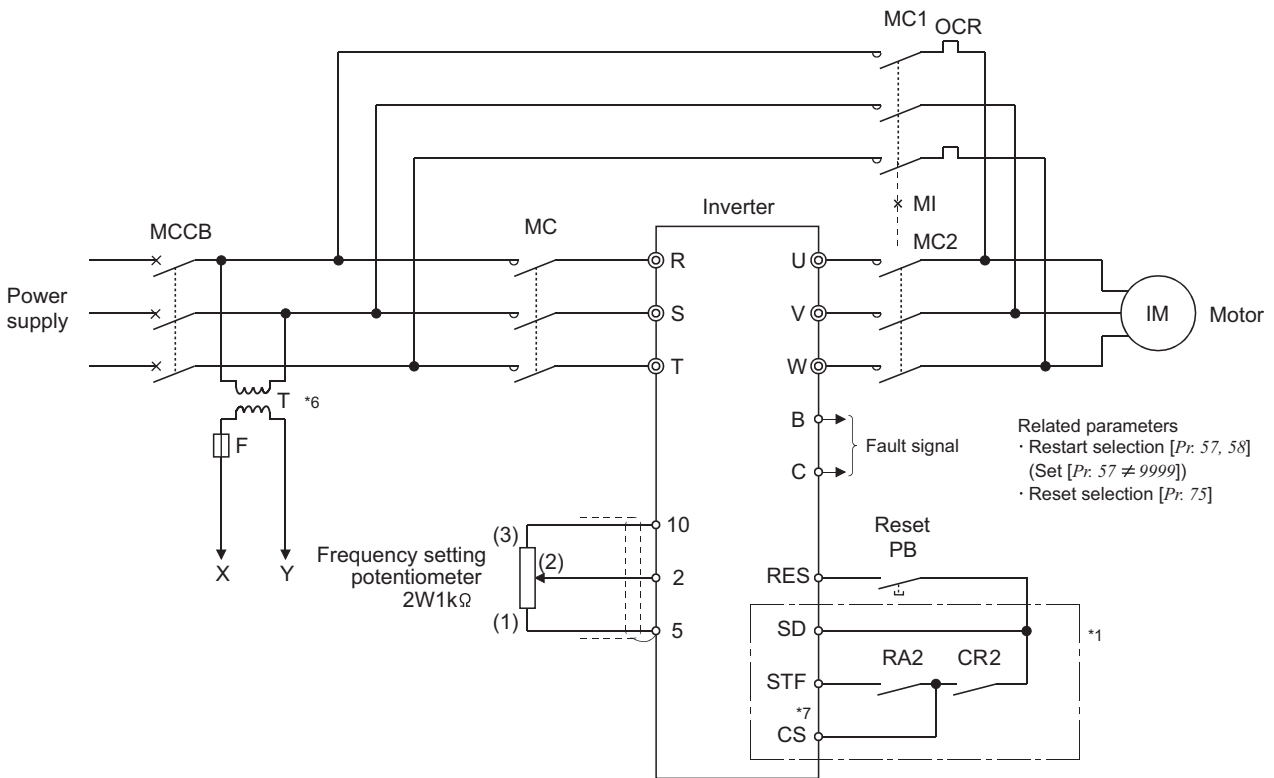 MC1
OCR
MI
Inverter
MCCB
MC
MC2
Power
supply
R
U
S
V
IM
Motor
T
W
T *6
F
B
C
Fault signal
Related parameters
· Restart selection [Pr. 57, 58]
(Set [Pr. 57 ≠ 9999])
· Reset selection [Pr. 75]
X
Y
Frequency setting
potentiometer
2W1kΩ
(3)
(2)
(1)
10
2
5
Reset
PB
RES
SD
*1
RA2
CR2
STF
*7
CS